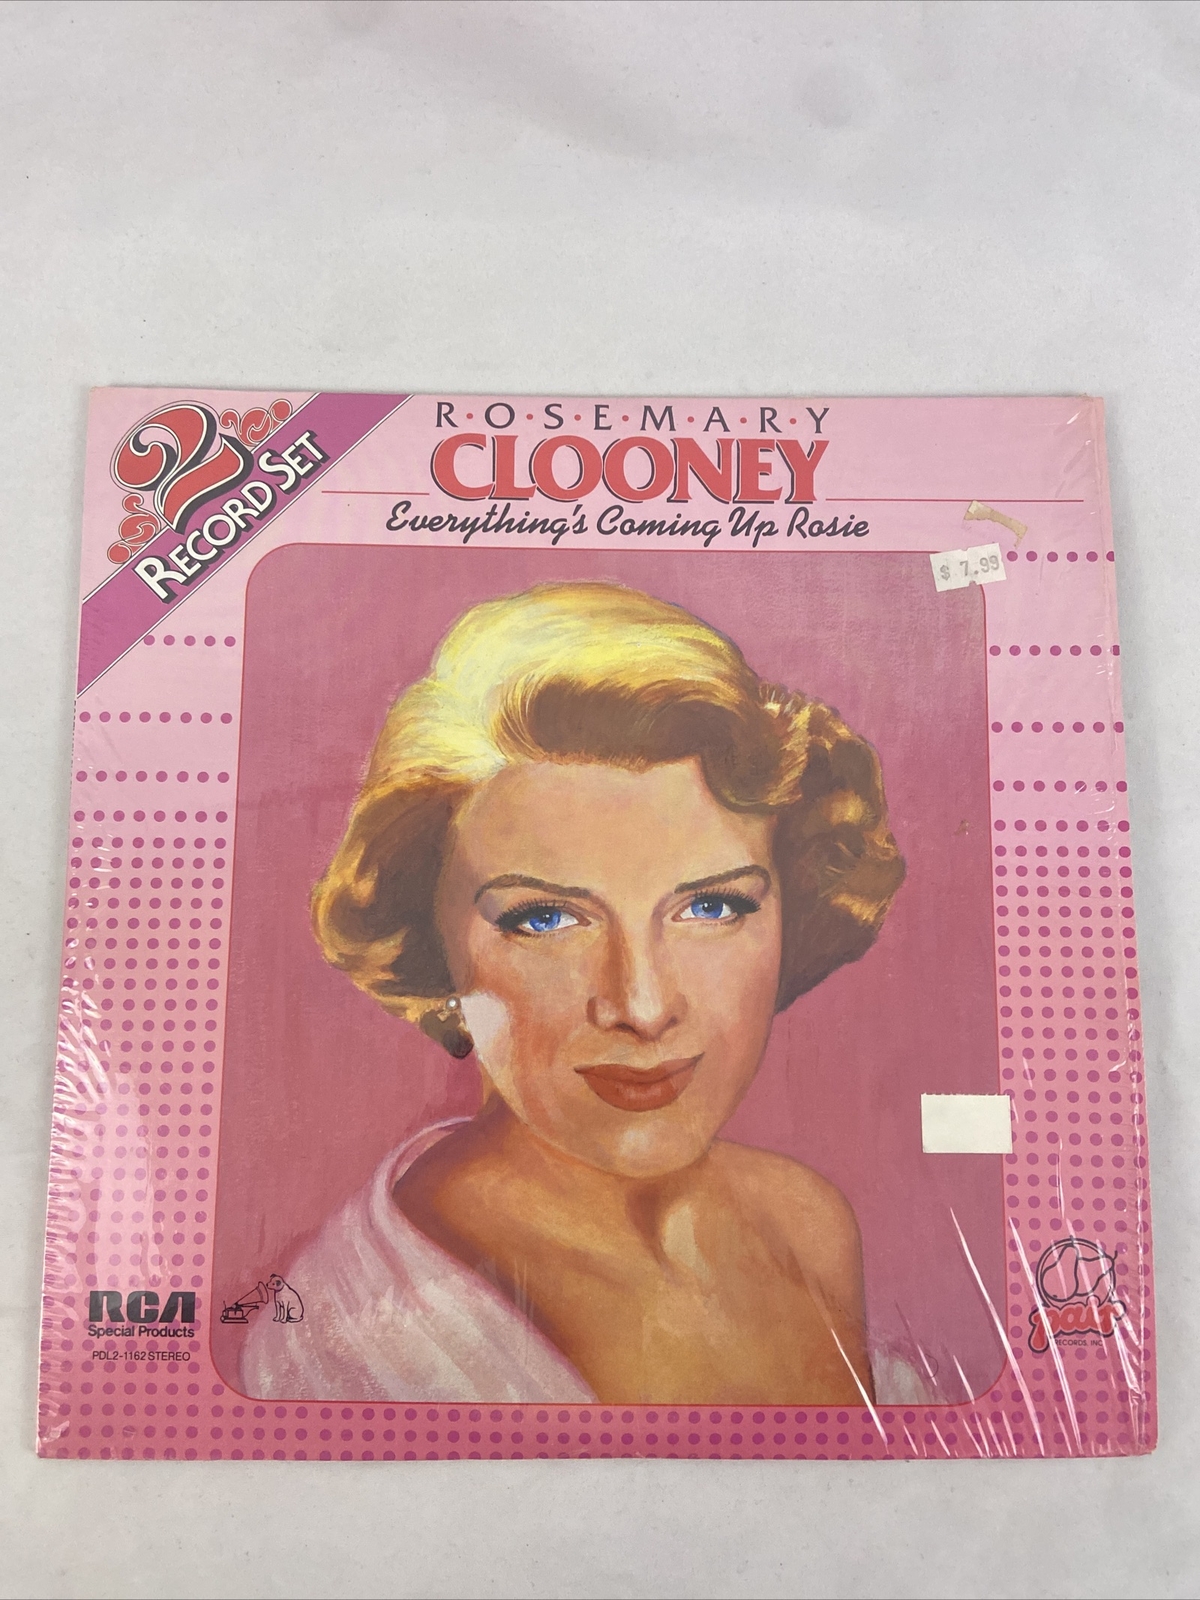 2
RECORD SET
R·O·S·E·M·A·R·Y
CLOONEY
Everything's Coming Up Rosie
$ 7.99
RCA
Special Products
PDL2-1162 STEREO
pair
RECORDS, INC.